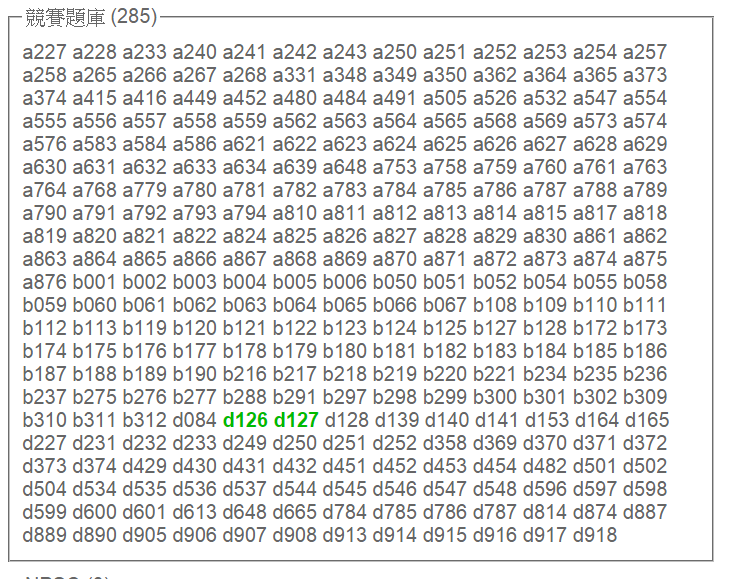 競賽題庫 (285)
a227 a228 a233 a240 a241 a242 a243 a250 a251 a252 a253 a254 a257
a258 a265 a266 a267 a268 a331 a348 a349 a350 a362 a364 a365 a373
a374 a415 a416 a449 a452 a480 a484 a491 a505 a526 a532 a547 a554
a555 a556 a557 a558 a559 a562 a563 a564 a565 a568 a569 a573 a574
a576 a583 a584 a586 a621 a622 a623 a624 a625 a626 a627 a628 a629
a630 a631 a632 a633 a634 a639 a648 a753 a758 a759 a760 a761 a763
a764 a768 a779 a780 a781 a782 a783 a784 a785 a786 a787 a788 a789
a790 a791 a792 a793 a794 a810 a811 a812 a813 a814 a815 a817 a818
a819 a820 a821 a822 a824 a825 a826 a827 a828 a829 a830 a861 a862
a863 a864 a865 a866 a867 a868 a869 a870 a871 a872 a873 a874 a875
a876 b001 b002 b003 b004 b005 b006 b050 b051 b052 b054 b055 b058
b059 b060 b061 b062 b063 b064 b065 b066 b067 b108 b109 b110 b111
b112 b113 b119 b120 b121 b122 b123 b124 b125 b127 b128 b172 b173
b174 b175 b176 b177 b178 b179 b180 b181 b182 b183 b184 b185 b186
b187 b188 b189 b190 b216 b217 b218 b219 b220 b221 b234 b235 b236
b237 b275 b276 b277 b288 b291 b297 b298 b299 b300 b301 b302 b309
b310 b311 b312 d084 d126 d127 d128 d139 d140 d141 d153 d164 d165
d227 d231 d232 d233 d249 d250 d251 d252 d358 d369 d370 d371 d372
d373 d374 d429 d430 d431 d432 d451 d452 d453 d454 d482 d501 d502
d504 d534 d535 d536 d537 d544 d545 d546 d547 d548 d596 d597 d598
d599 d600 d601 d613 d648 d665 d784 d785 d786 d787 d814 d874 d887
d889 d890 d905 d906 d907 d908 d913 d914 d915 d916 d917 d918